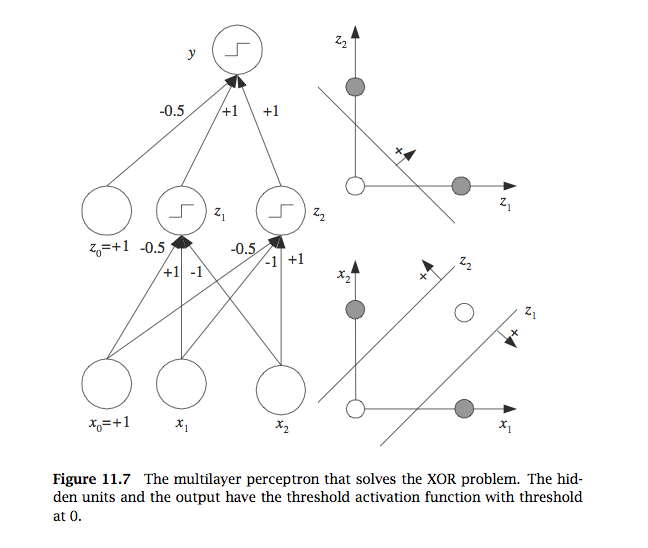 y
-0.5
+1
+1
z0=+1
-0.5
z1
-0.5
z2
+1
-1
-1
+1
x0=+1
x1
x2
z2
x
z1
x2
x
z2
z1
x
x1
Figure 11.7 The multilayer perceptron that solves the XOR problem. The hid-
den units and the output have the threshold activation function with threshold
at 0.